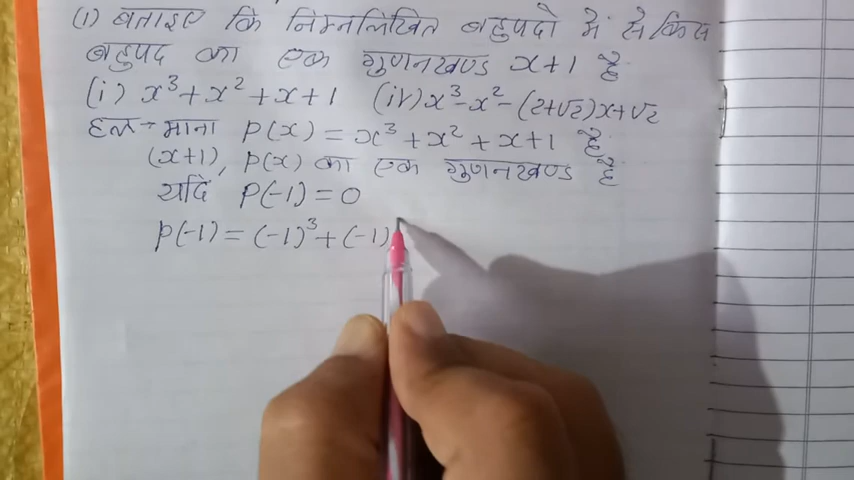 (1) बताइए कि निम्नलिखित बहुपदो में से किस
बहुपद का एक गुणनखण्ड x+1 है
(i) x³+x²+x+1 (iv) x³-x²-(2+√2)x+√2
हल→ माना P(x) = x³+x²+x+1 है
(x+1), P(x) का एक गुणनखण्ड है
यदि P(-1) = 0
P(-1) = (-1)³+(-1)